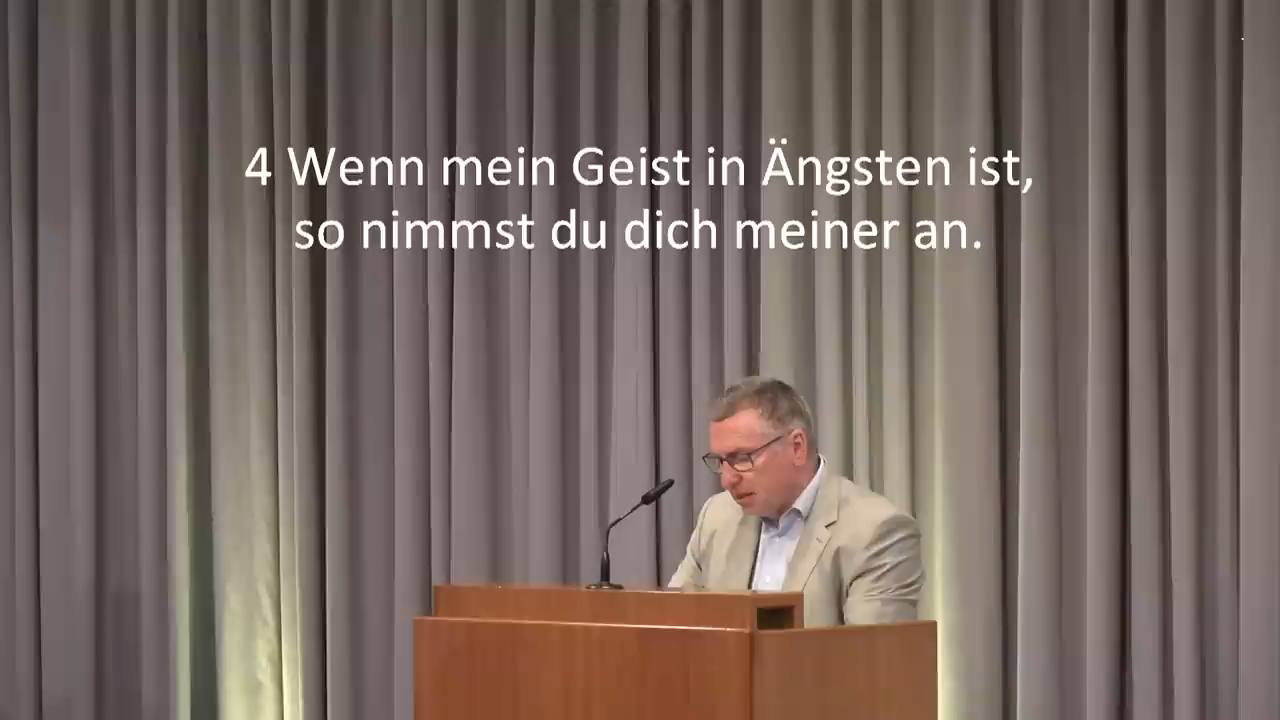 4 Wenn mein Geist in Ängsten ist,
so nimmst du dich meiner an.